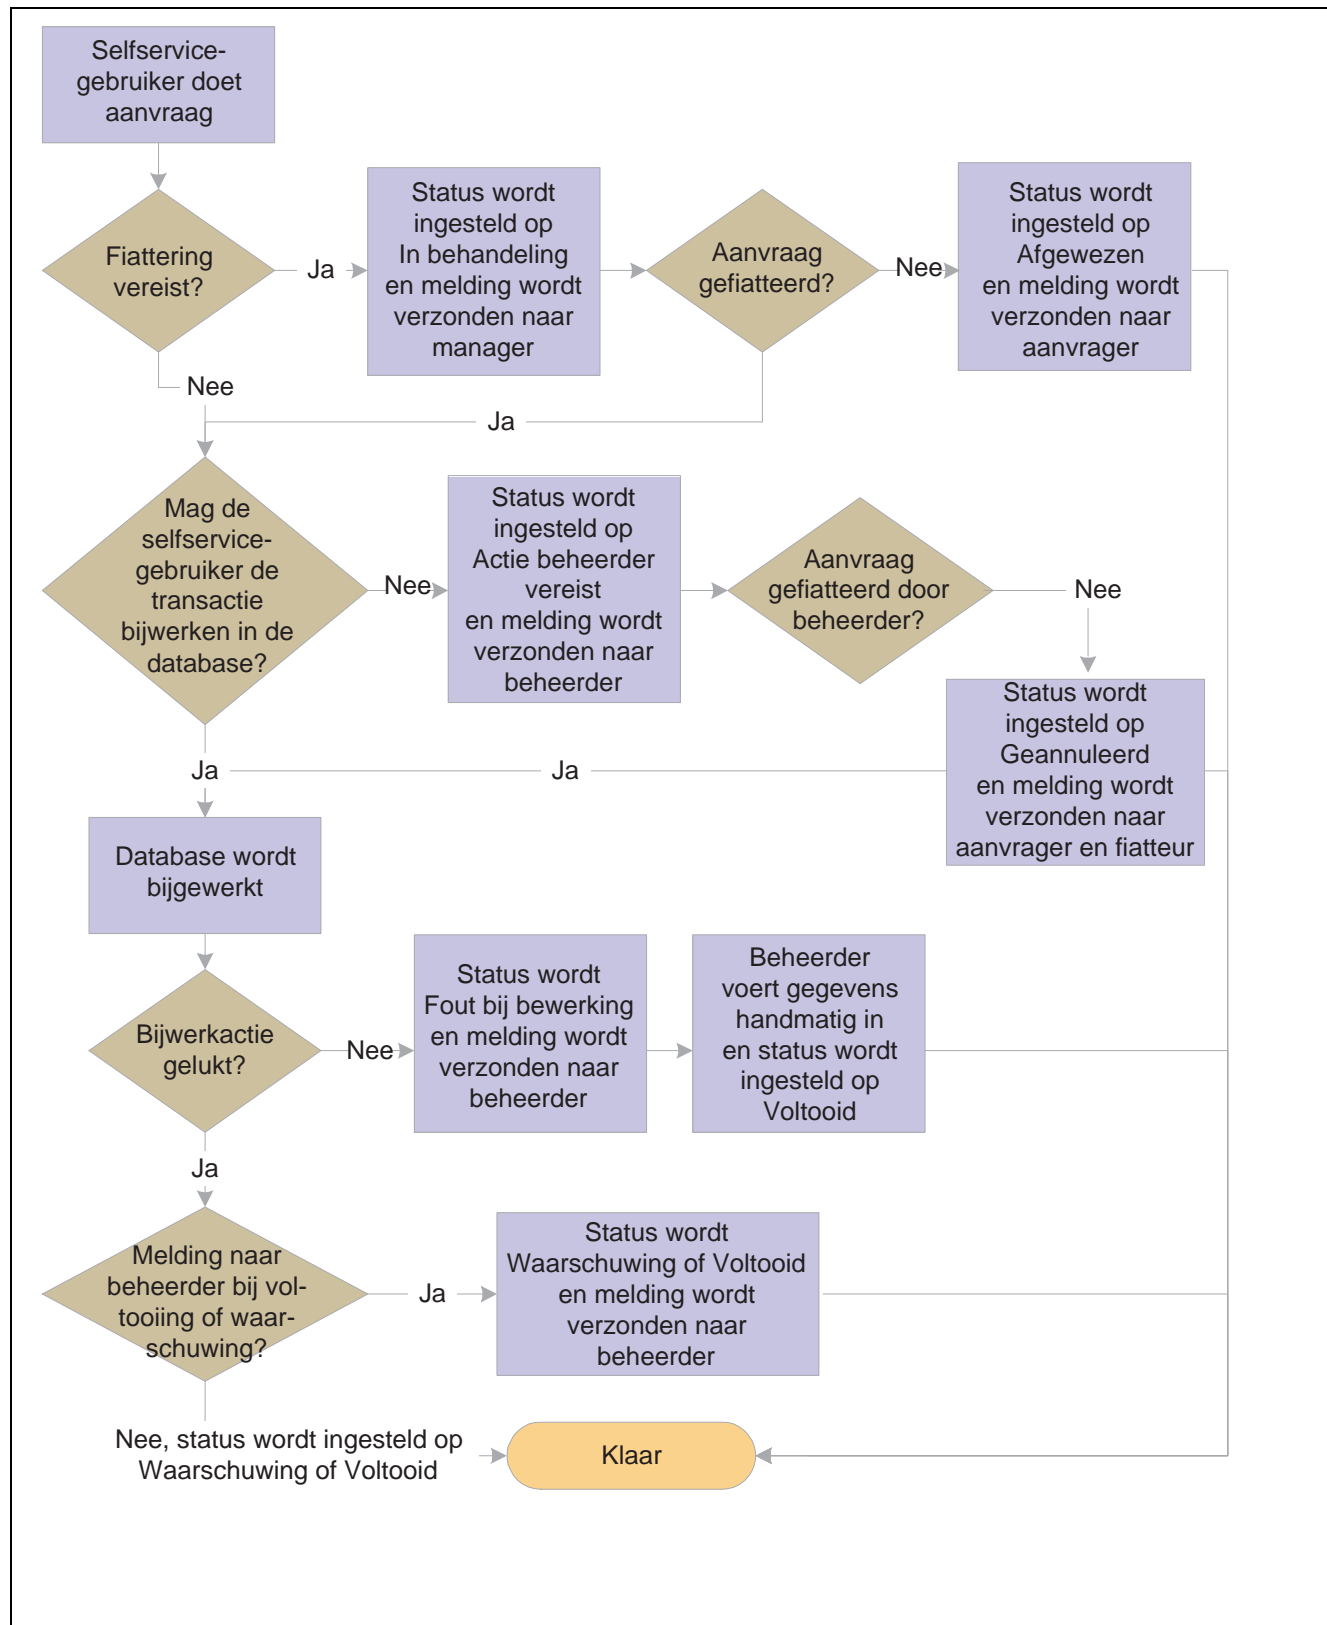 Selfservice-
gebruiker doet
aanvraag
Fiattering
vereist?
Ja
Status wordt
ingesteld op
In behandeling
en melding wordt
verzonden naar
manager
Aanvraag
gefiatteerd?
Nee
Status wordt
ingesteld op
Afgewezen
en melding wordt
verzonden naar
aanvrager
Nee
Ja
Mag de
selfservice-
gebruiker de
transactie
bijwerken in de
database?
Nee
Status wordt
ingesteld op
Actie beheerder
vereist
en melding wordt
verzonden naar
beheerder
Aanvraag
gefiatteerd door
beheerder?
Nee
Status wordt
ingesteld op
Geannuleerd
en melding wordt
verzonden naar
aanvrager en fiatteur
Ja
Ja
Database wordt
bijgewerkt
Bijwerkactie
gelukt?
Nee
Status wordt
Fout bij bewerking
en melding wordt
verzonden naar
beheerder
Beheerder
voert gegevens
handmatig in
en status wordt
ingesteld op
Voltooid
Ja
Melding naar
beheerder bij vol-
tooiing of waar-
schuwing?
Ja
Status wordt
Waarschuwing of Voltooid
en melding wordt
verzonden naar
beheerder
Nee, status wordt ingesteld op
Waarschuwing of Voltooid
Klaar